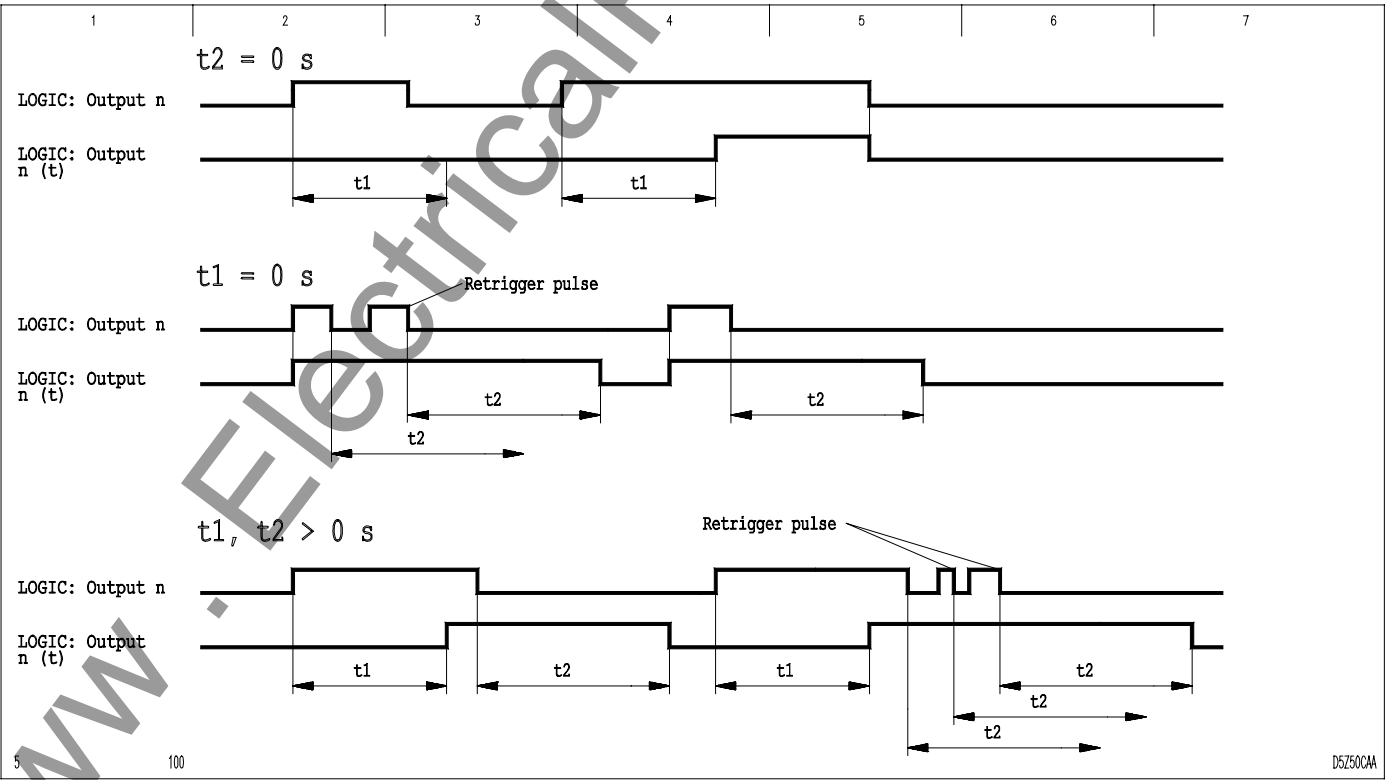 1 2 3 4 5 6 7
t2 = 0 s
LOGIC: Output n
LOGIC: Output
n (t)
t1 t1
t1 = 0 s
Retrigger pulse
LOGIC: Output n
LOGIC: Output
n (t)
t2 t2
t2
t1, t2 > 0 s
Retrigger pulse
LOGIC: Output n
LOGIC: Output
n (t)
t1 t2 t1 t2
t2
t2
5 100 D5Z50CAA
ww . Electrical